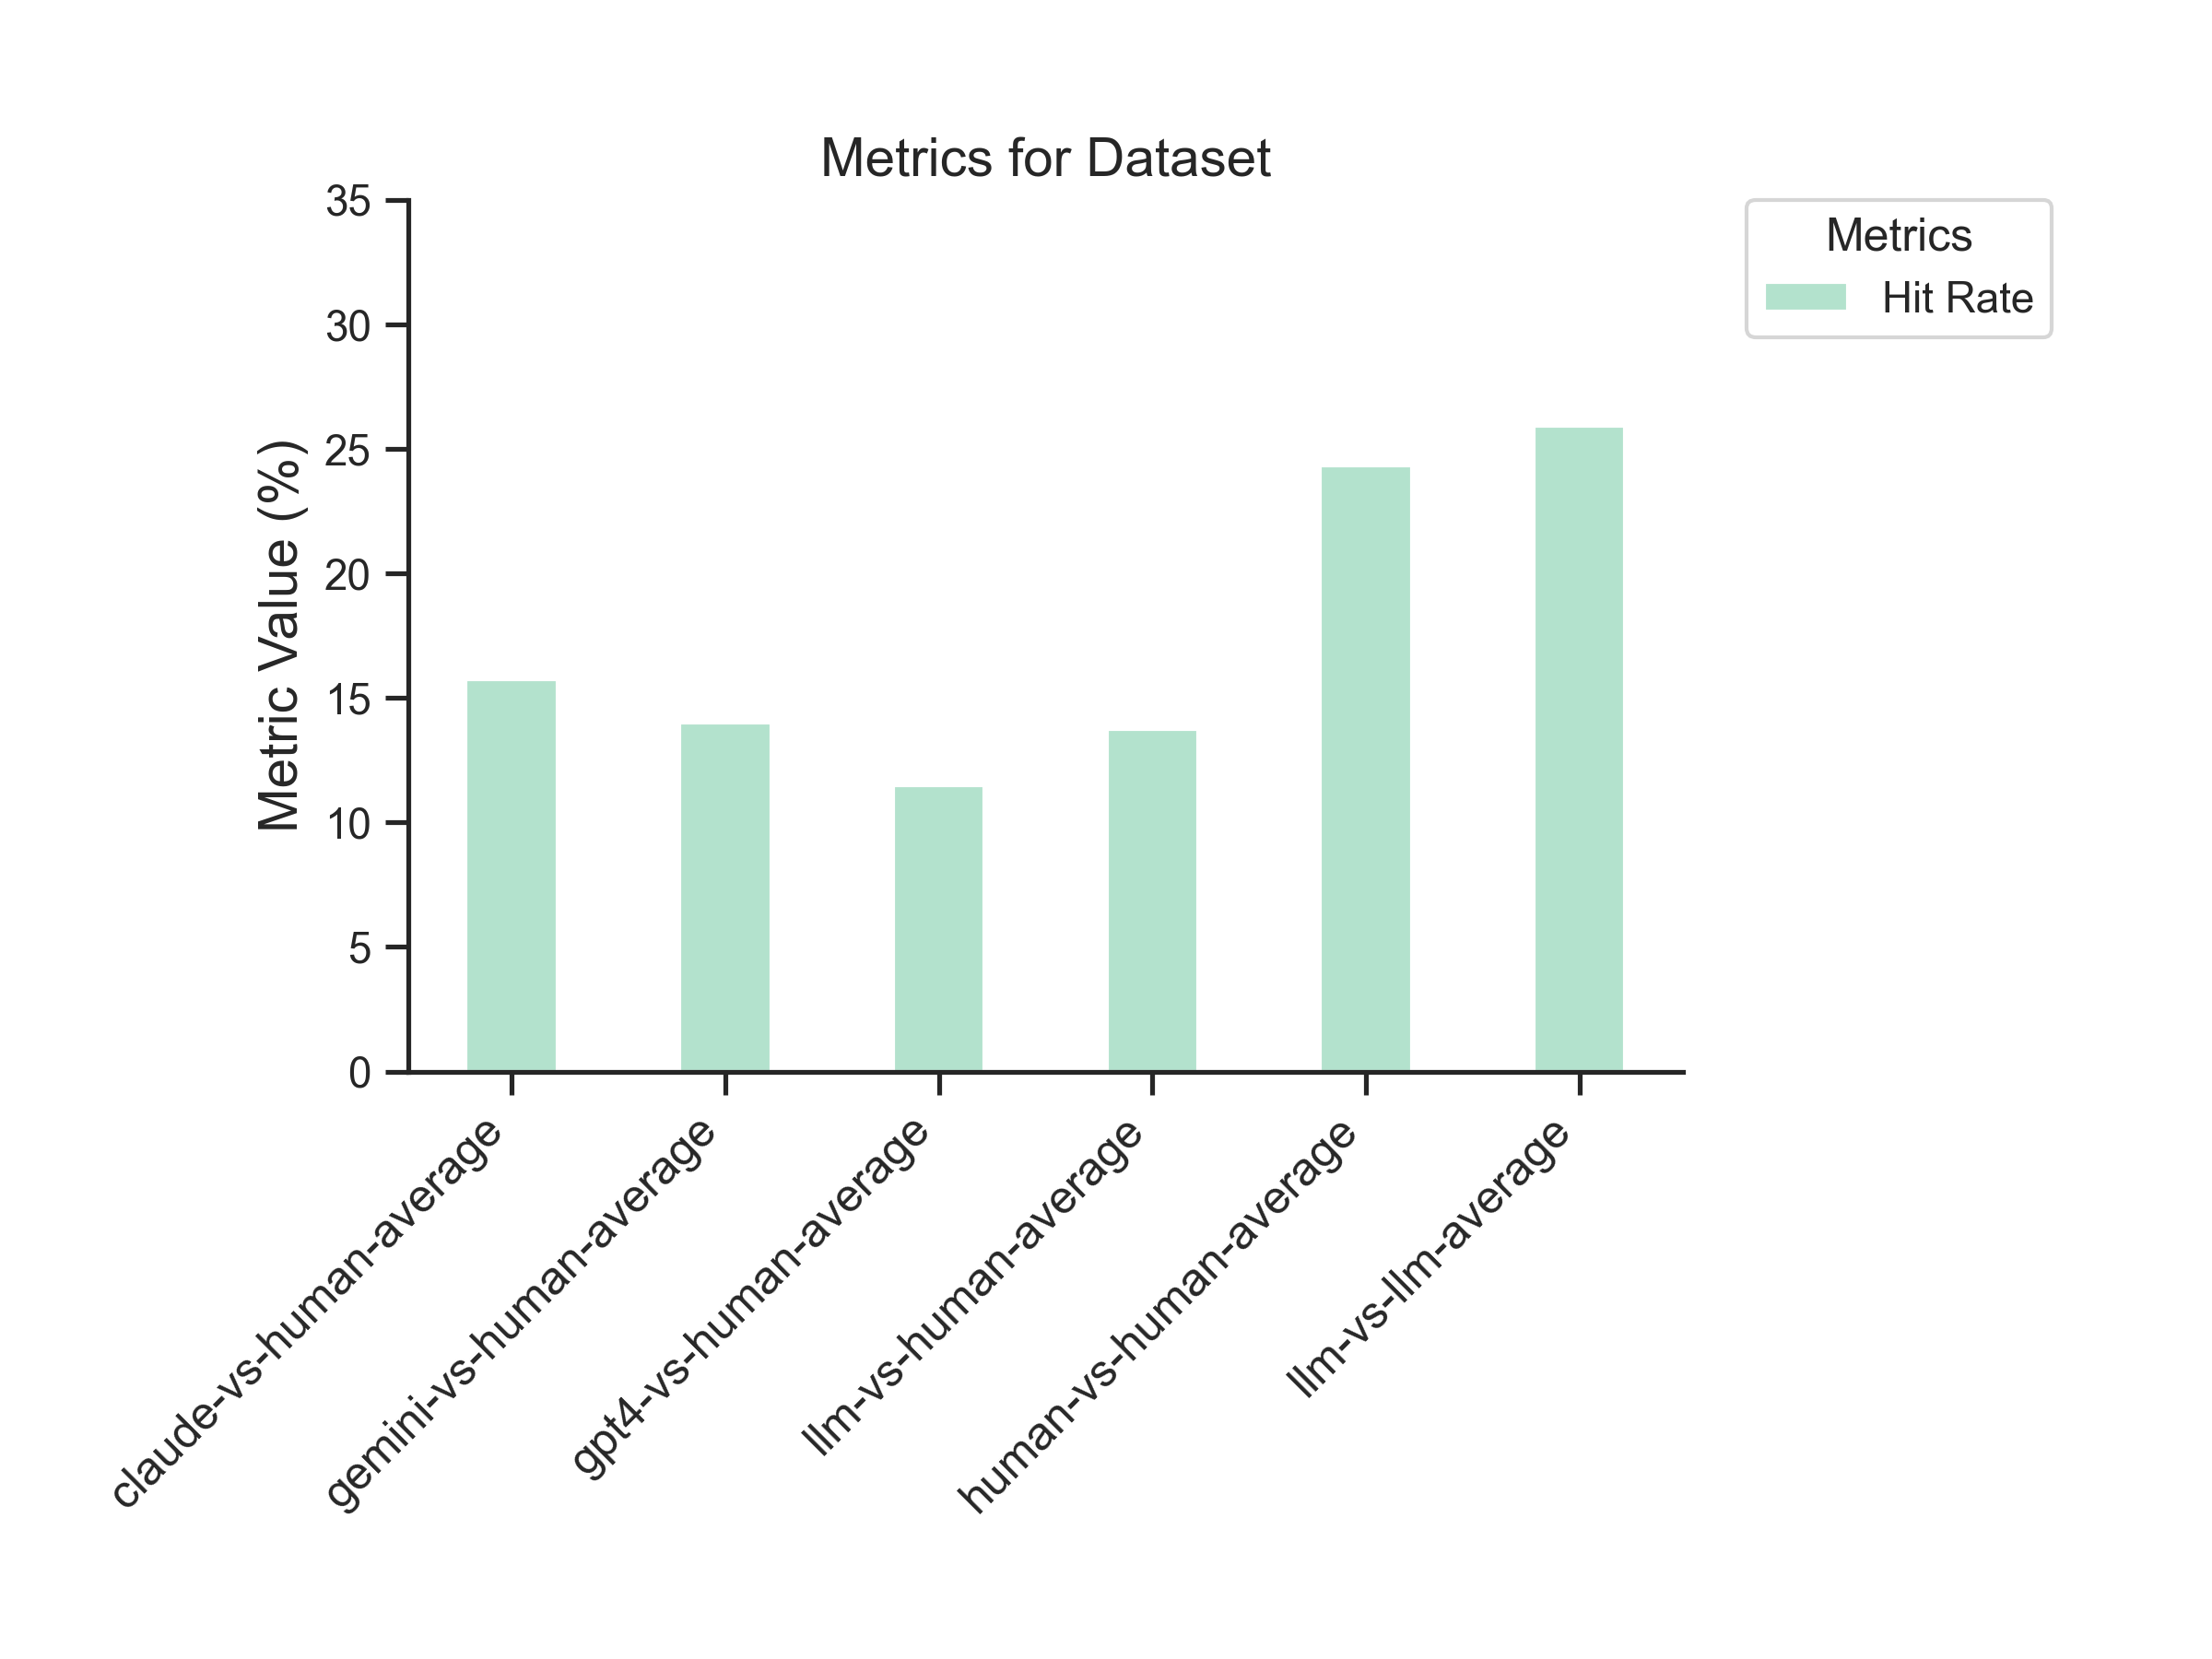 Metrics for Dataset
Metrics
Hit Rate
Metric Value (%)
35
30
25
20
15
10
5
0
claude-vs-human-average
gemini-vs-human-average
gpt4-vs-human-average
llm-vs-human-average
human-vs-human-average
llm-vs-llm-average